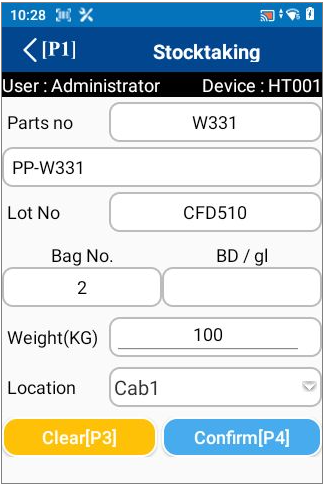 10:28
[P1] Stocktaking
User : Administrator Device : HT001
Parts no W331
PP-W331
Lot No CFD510
Bag No. BD / gl
2
Weight(KG) 100
Location Cab1
Clear[P3] Confirm[P4]